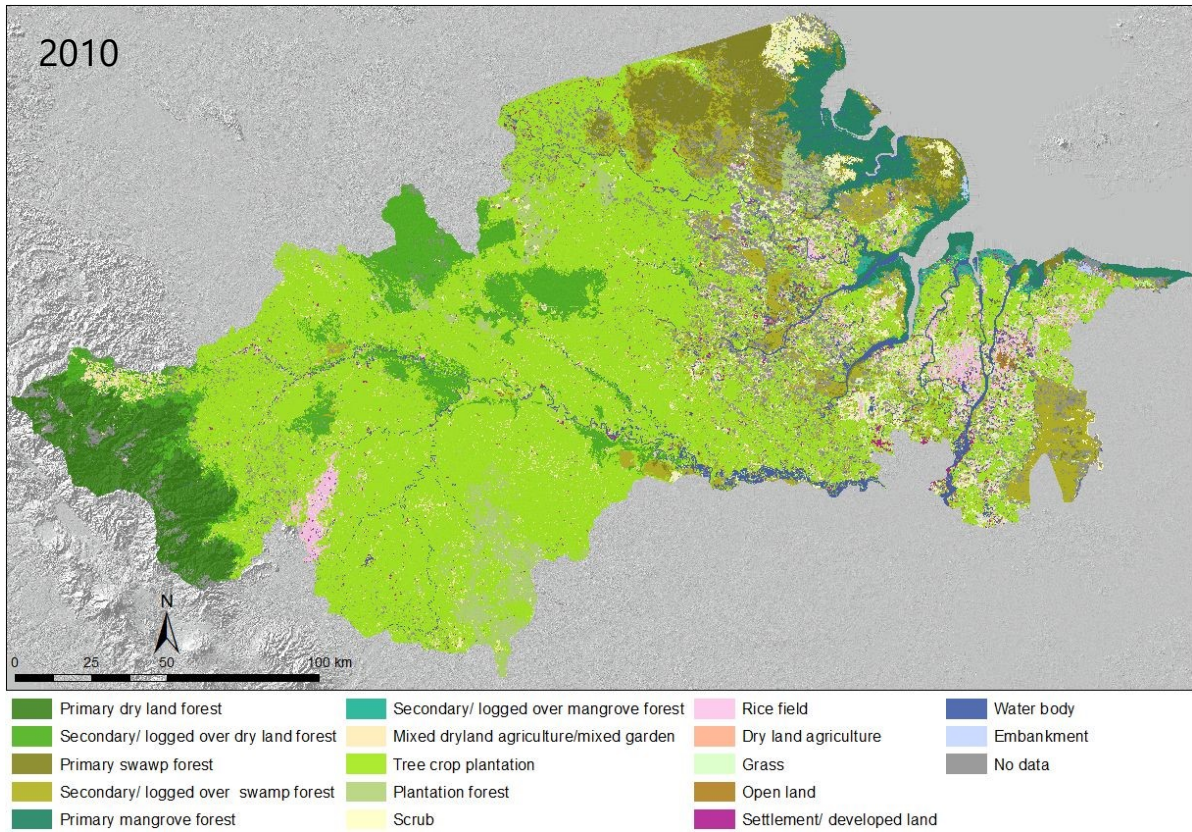 2010
N
0 25 50 100 km
Primary dry land forest
Secondary/ logged over dry land forest
Primary swawp forest
Secondary/ logged over swamp forest
Primary mangrove forest
Secondary/ logged over mangrove forest
Mixed dryland agriculture/mixed garden
Tree crop plantation
Plantation forest
Scrub
Rice field
Dry land agriculture
Grass
Open land
Settlement/ developed land
Water body
Embankment
No data